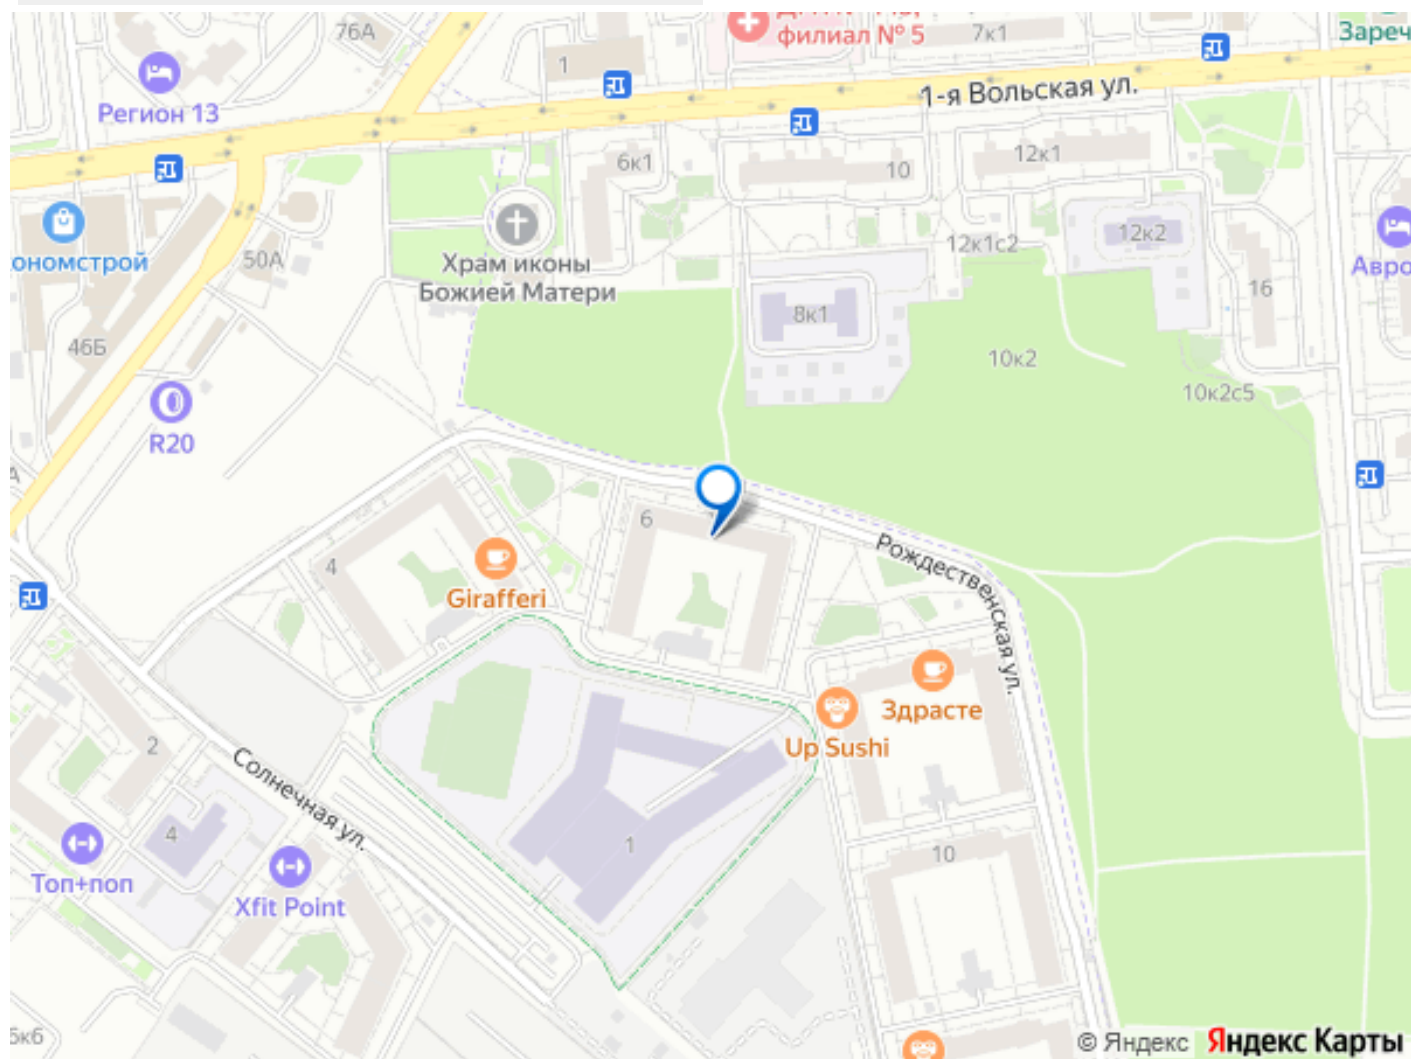 76А
филиал № 5
7к1
Зареч
1
Регион 13
1-я Вольская ул.
6к1
10
12к1
12к2
12к1с2
ономстрой
50А
Храм иконы
Божией Матери
Авро
16
8к1
46Б
10к2
10к2с5
R20
6
4
Girafferi
Рождественская ул.
Здрасте
Up Sushi
2
Солнечная ул.
4
1
10
Топ+поп
Xfit Point
© Яндекс Яндекс Карты